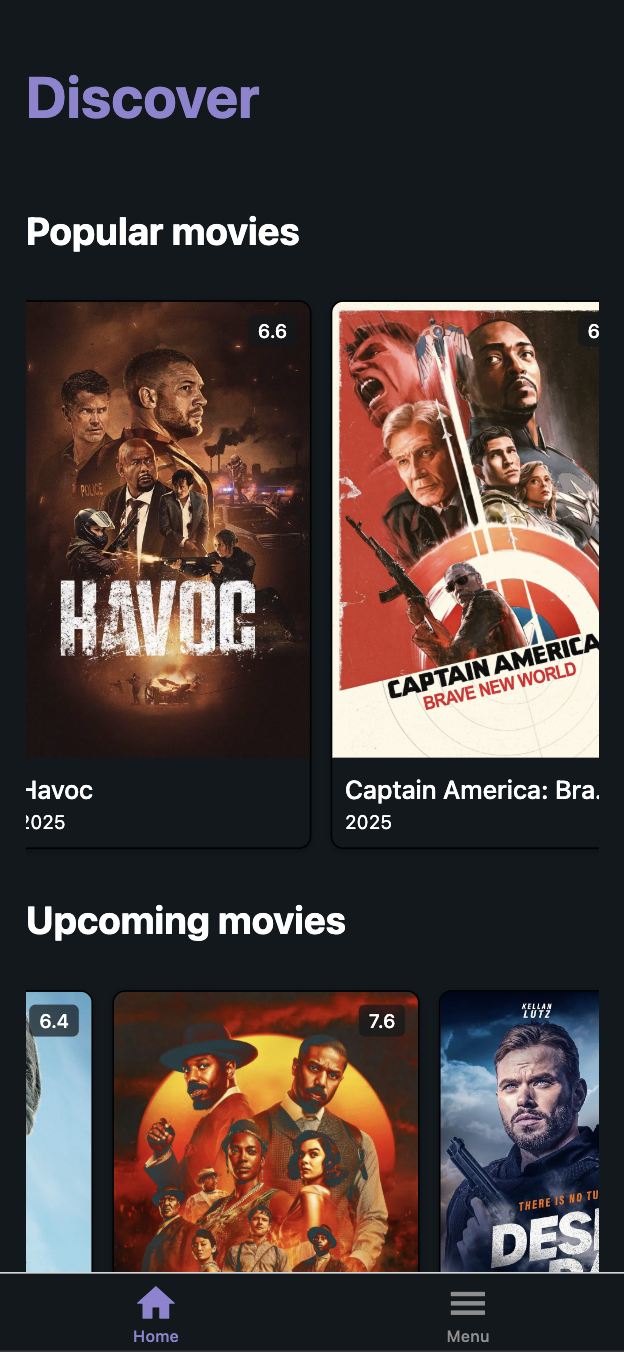 Discover
Popular movies
6.6
6
POLICE
HAVOC
CAPTAIN AMERICA
BRAVE NEW WORLD
Havoc
2025
Captain America: Bra.
2025
Upcoming movies
6.4
7.6
KELLAN
LUTZ
THERE IS NO TU
DES
Home
Menu